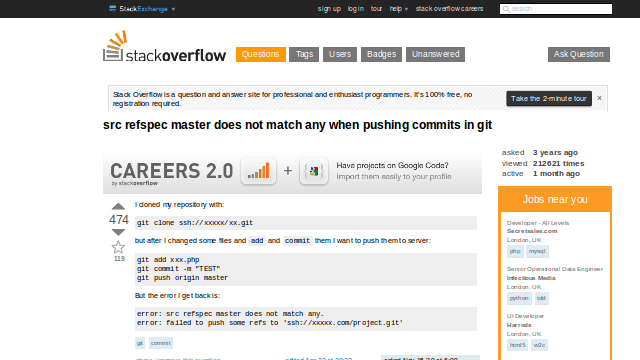 StackExchange sign up log in tour help stack overflow careers search
stackoverflow Questions Tags Users Badges Unanswered Ask Question
Stack Overflow is a question and answer site for professional and enthusiast programmers. It's 100% free, no
registration required.
Take the 2-minute tour ×
src refspec master does not match any when pushing commits in git
asked 3 years ago
viewed 212621 times
active 1 month ago
CAREERS 2.0
by stackoverflow
+
Have projects on Google Code?
Import them easily to your profile
474
119
I cloned my repository with:
git clone ssh://xxxxx/xx.git
but after I changed some files and add and commit them I want to push them to server:
git add xxx.php
git commit -m "TEST"
git push origin master
But the error I get back is:
error: src refspec master does not match any.
error: failed to push some refs to 'ssh://xxxxx.com/project.git'
git commit
Jobs near you
Developer - All Levels
Secretsales.com
London, UK
php mysql
Senior Operational Data Engineer
Infectious Media
London, UK
python tdd
UI Developer
Harrods
London, UK
html5 w2c